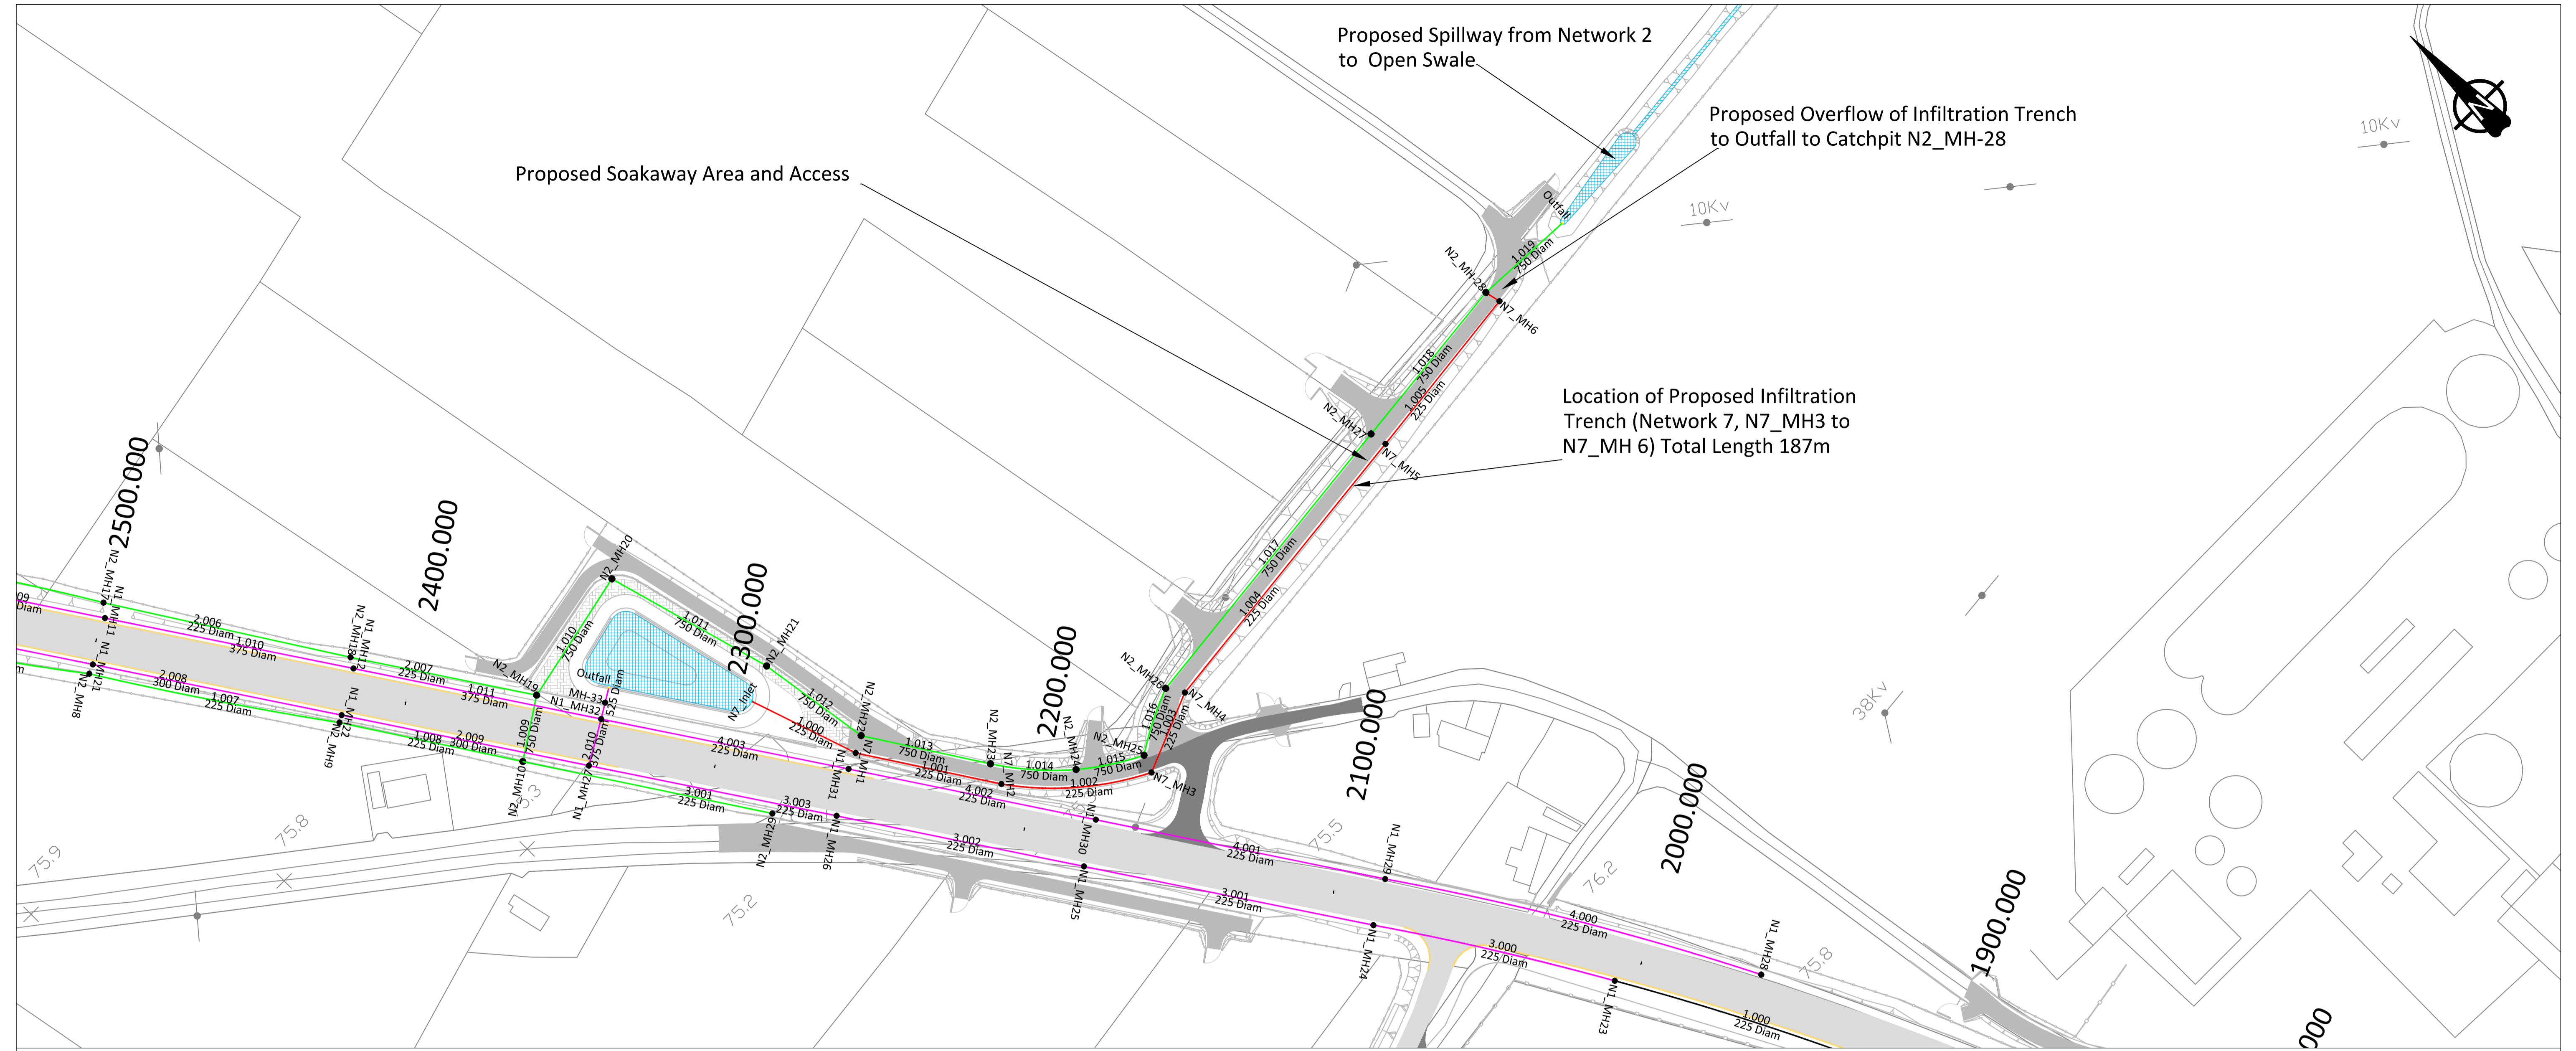 Proposed Spillway from Network 2
to Open Swale
Proposed Overflow of Infiltration Trench
to Outfall to Catchpit N2_MH-28
10Kv
N
Proposed Soakaway Area and Access
10Kv
Outfall
1.019
750 Diam
N2_MH-28
N7_MH6
1.018
750 Diam
1.005
225 Diam
Location of Proposed Infiltration
Trench (Network 7, N7_MH3 to
N7_MH 6) Total Length 187m
N2_MH27
N7_MH5
2500.000
2400.000
2300.000
2200.000
2100.000
2000.000
1900.000
1.017
750 Diam
1.004
225 Diam
38Kv
N2_MH17
N1_MH11
09
Diam
2.006
225 Diam
1.010
375 Diam
N2_MH18
N1_MH12
2.007
225 Diam
1.011
375 Diam
N2_MH19
N2_MH20
1.010
750 Diam
1.011
750 Diam
N2_MH21
Outfall
MH-33
525 Diam
N1_MH32
N7_Inlet
1.012
750 Diam
N2_MH22
1.000
225 Diam
N7_MH1
1.013
750 Diam
1.001
225 Diam
N2_MH23
N7_MH2
1.014
750 Diam
N2_MH24
1.002
225 Diam
1.015
750 Diam
N2_MH25
N7_MH3
1.016
750 Diam
1.003
225 Diam
N2_MH26
N7_MH4
N1_MH21
N2_MH8
m
2.008
300 Diam
1.007
225 Diam
N1_MH22
N2_MH9
1.008
225 Diam
2.009
300 Diam
1.009
750 Diam
N2_MH10
2.010
375 Diam
N1_MH27
4.003
225 Diam
N1_MH31
4.002
225 Diam
3.001
225 Diam
3.003
225 Diam
N2_MH29
N1_MH26
3.002
225 Diam
N1_MH30
N1_MH25
4.001
225 Diam
N1_MH29
3.001
225 Diam
N1_MH24
4.000
225 Diam
3.000
225 Diam
N1_MH28
N1_MH23
1.000
225 Diam
75.9
75.8
75.2
75.5
76.2
75.8
000